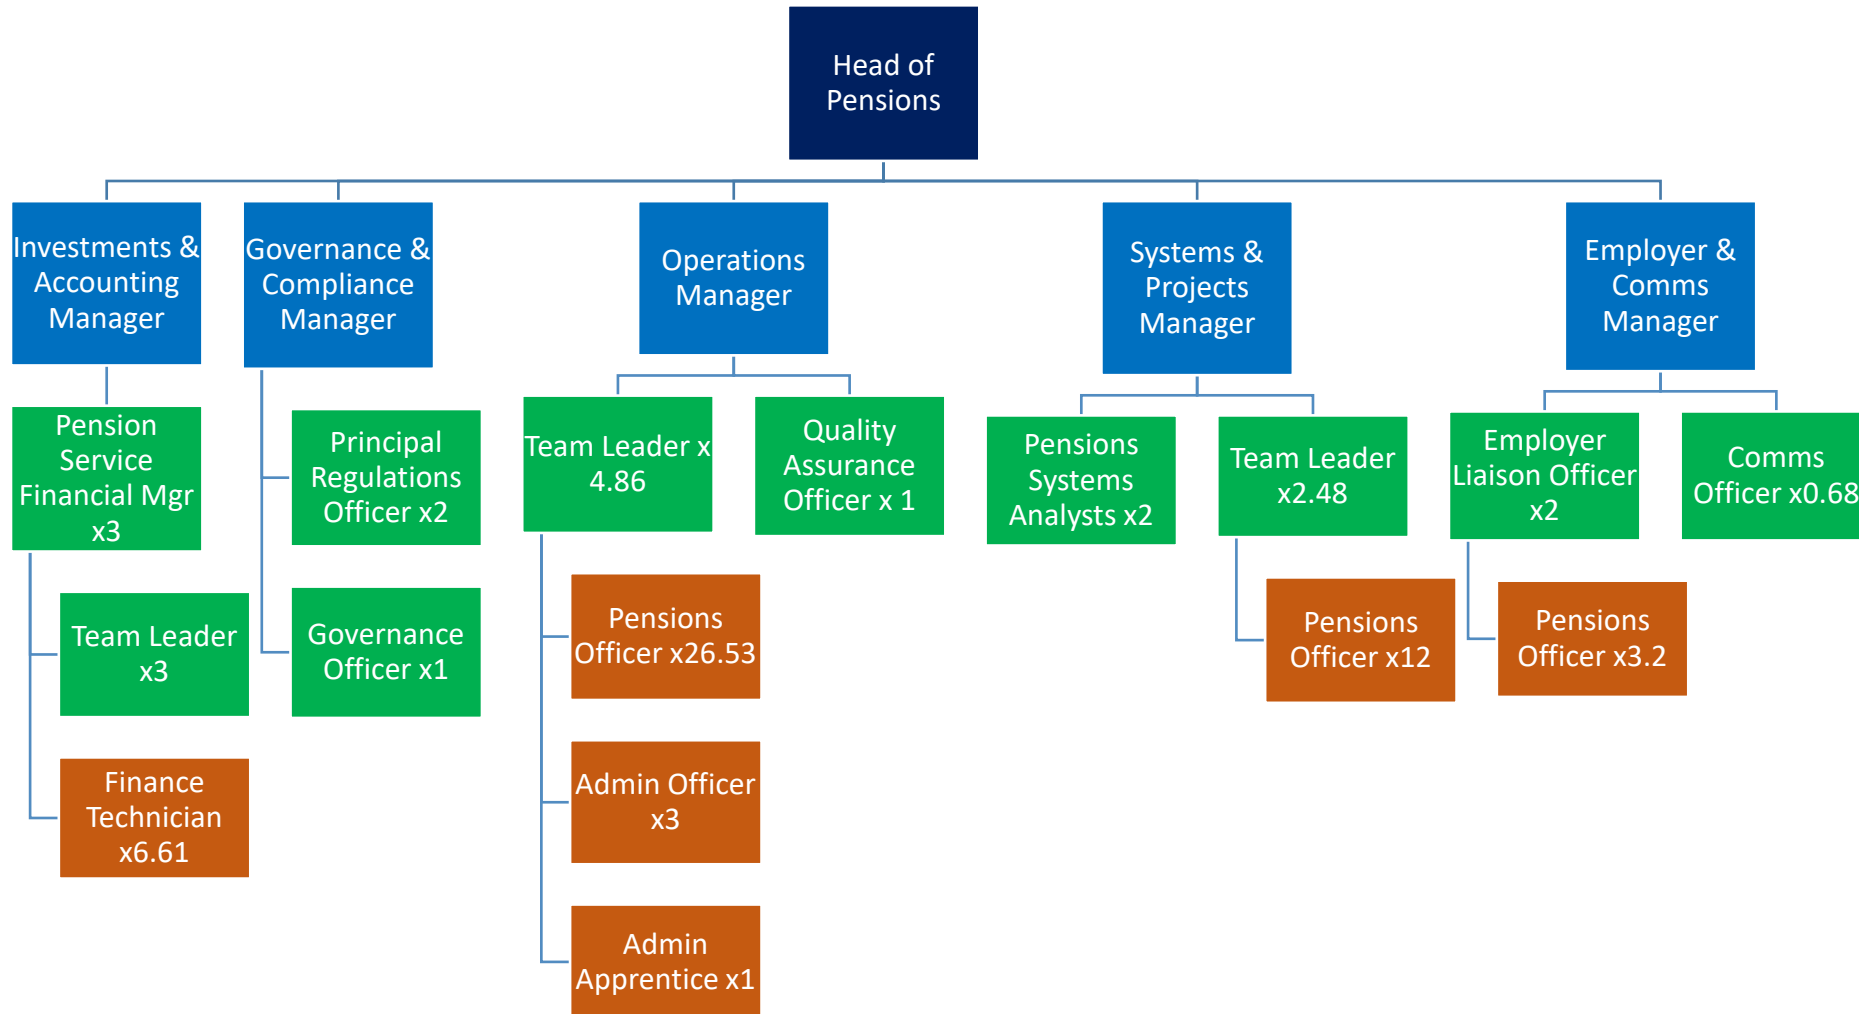 Head of
Pensions
Investments &
Accounting
Manager
Governance &
Compliance
Manager
Operations
Manager
Systems &
Projects
Manager
Employer &
Comms
Manager
Pension
Service
Financial Mgr
x3
Team Leader
x3
Finance
Technician
x6.61
Principal
Regulations
Officer x2
Governance
Officer x1
Team Leader x
4.86
Quality
Assurance
Officer x 1
Pensions
Officer x26.53
Admin Officer
x3
Admin
Apprentice x1
Pensions
Systems
Analysts x2
Team Leader
x2.48
Pensions
Officer x12
Employer
Liaison Officer
x2
Comms
Officer x0.68
Pensions
Officer x3.2